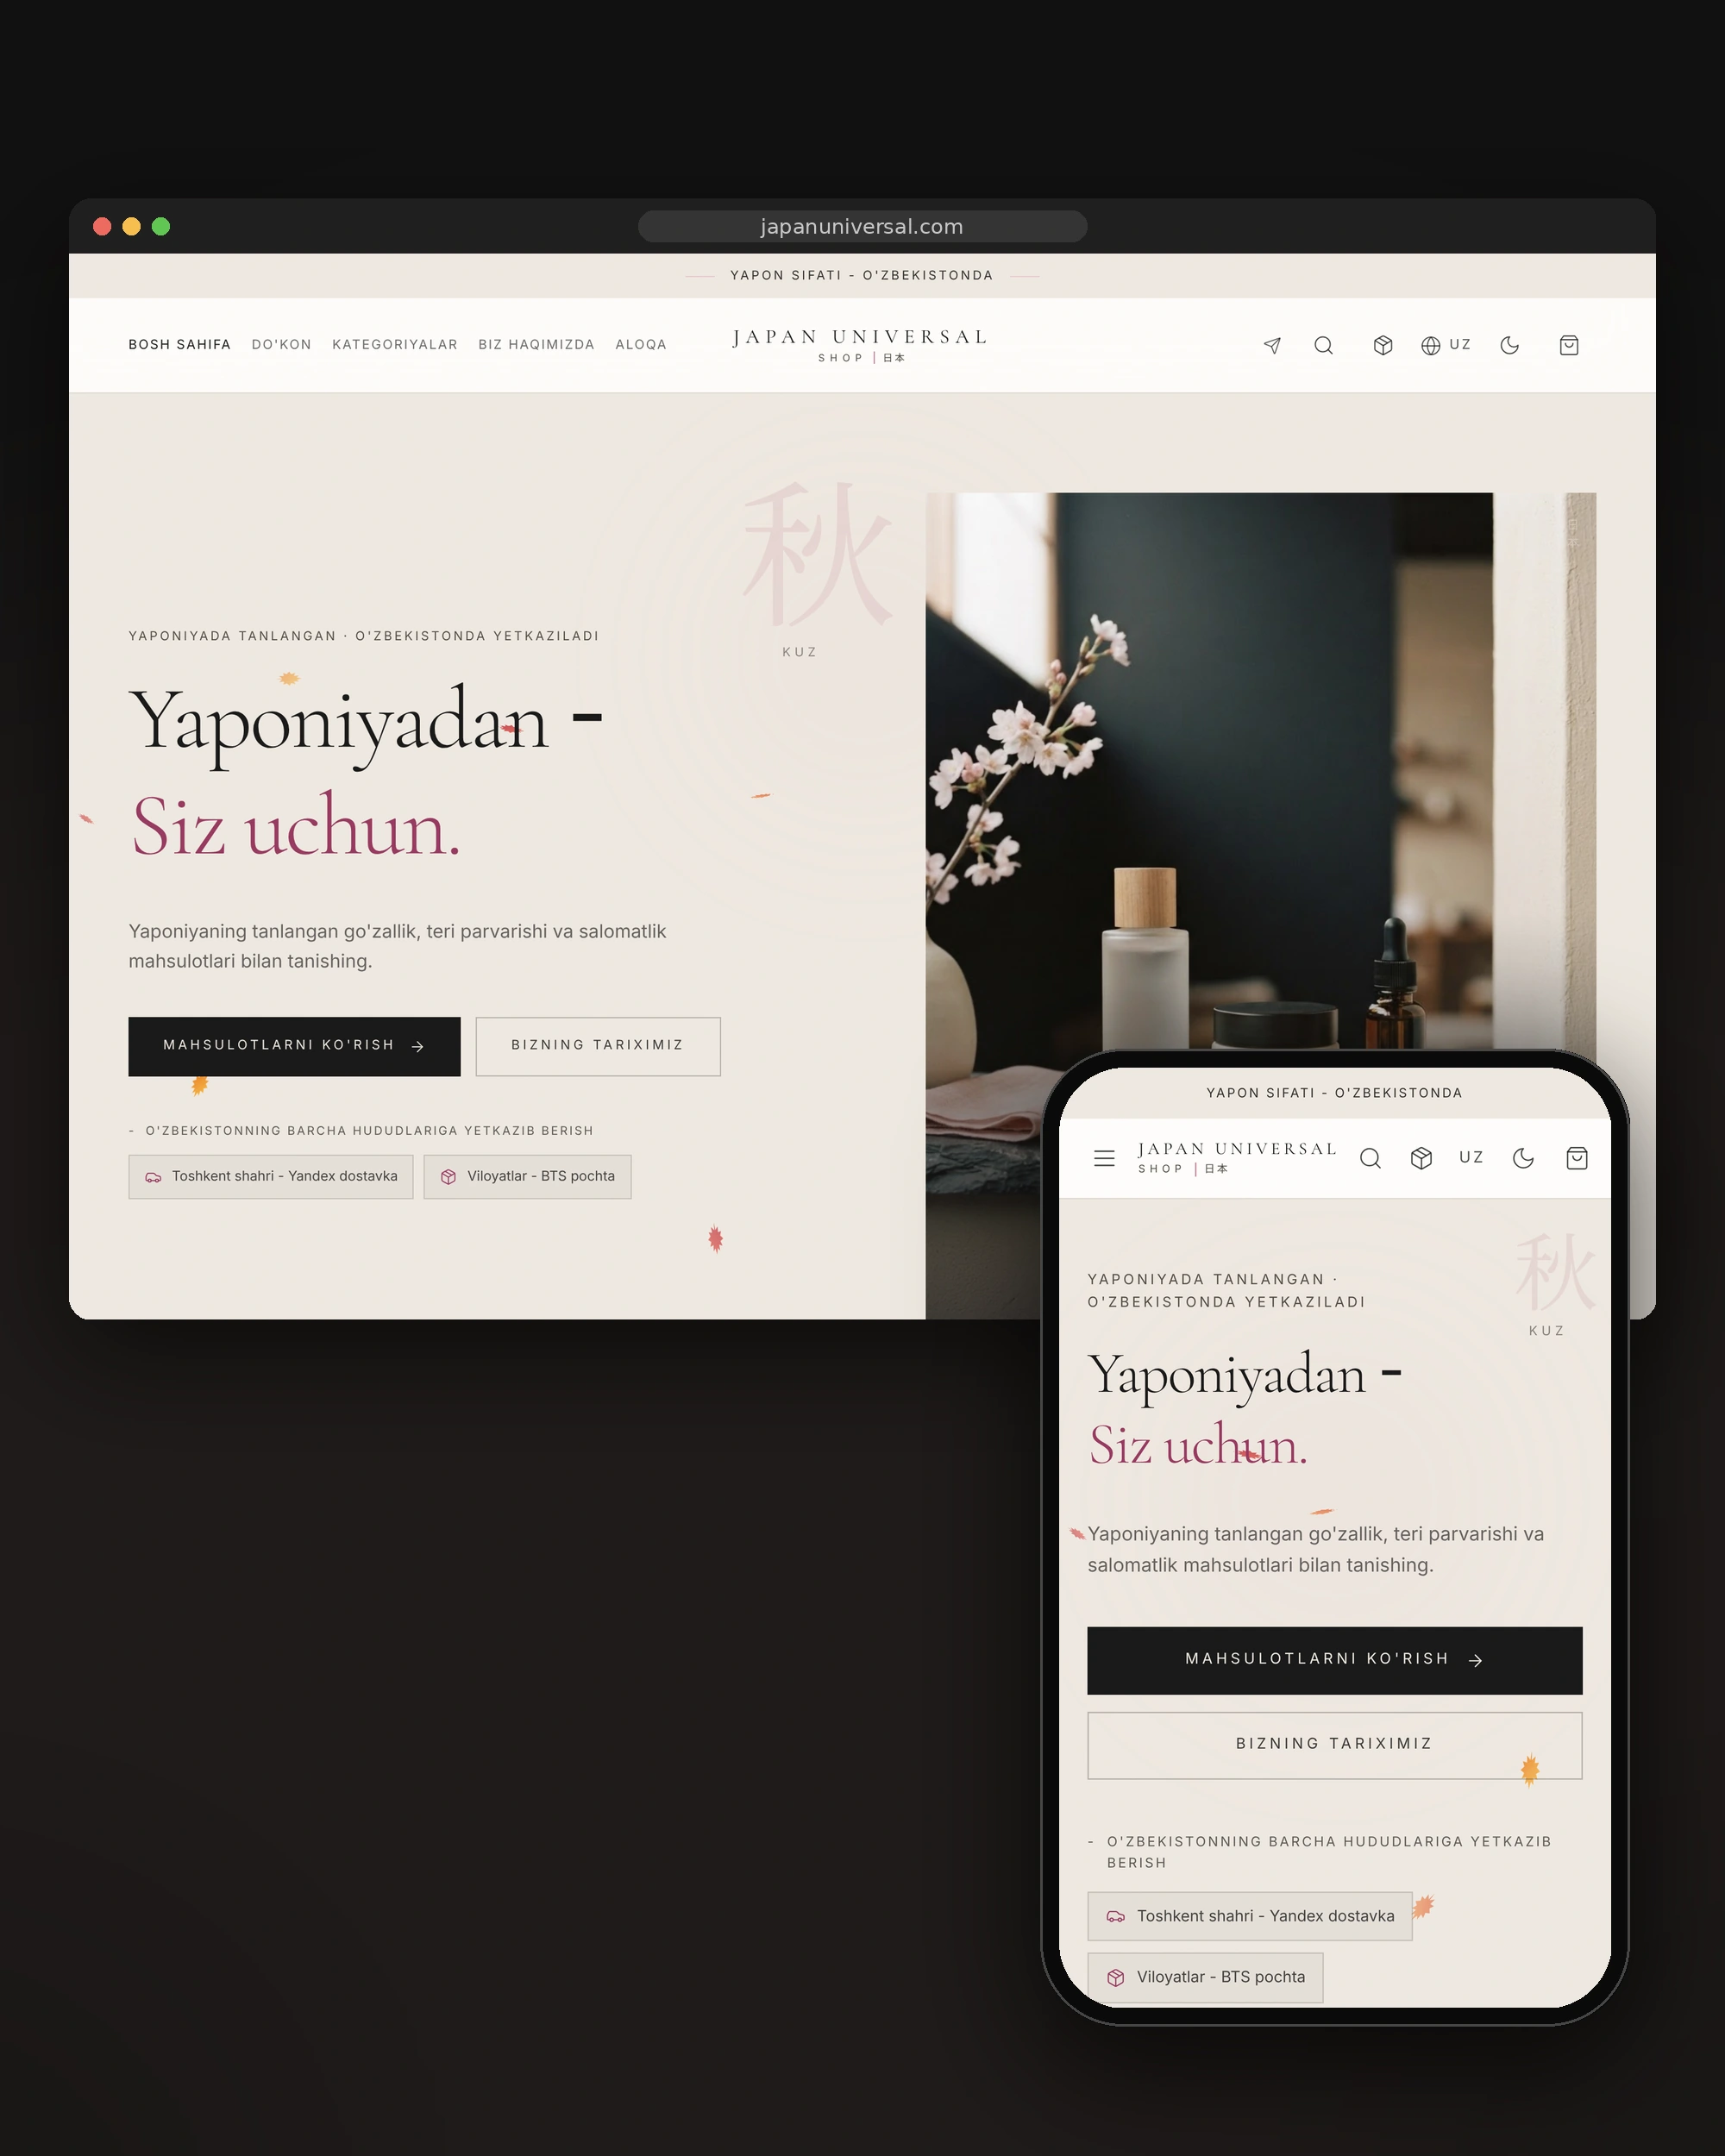 japanuniversal.com
YAPON SIFATI - O'ZBEKISTONDA
BOSH SAHIFA DO'KON KATEGORIYALAR BIZ HAQIMIZDA ALOQA
JAPAN UNIVERSAL
SHOP | 日本
UZ
秋
KUZ
日本
YAPONIYADA TANLANGAN · O'ZBEKISTONDA YETKAZILADI
Yaponiyadan -
Siz uchun.
Yaponiyaning tanlangan go'zallik, teri parvarishi va salomatlik
mahsulotlari bilan tanishing.
MAHSULOTLARNI KO'RISH →
BIZNING TARIXIMIZ
- O'ZBEKISTONNING BARCHA HUDUDLARIGA YETKAZIB BERISH
Toshkent shahri - Yandex dostavka
Viloyatlar - BTS pochta
YAPON SIFATI - O'ZBEKISTONDA
JAPAN UNIVERSAL
SHOP | 日本
UZ
秋
KUZ
YAPONIYADA TANLANGAN ·
O'ZBEKISTONDA YETKAZILADI
Yaponiyadan -
Siz uchun.
Yaponiyaning tanlangan go'zallik, teri parvarishi va
salomatlik mahsulotlari bilan tanishing.
MAHSULOTLARNI KO'RISH →
BIZNING TARIXIMIZ
- O'ZBEKISTONNING BARCHA HUDUDLARIGA YETKAZIB
BERISH
Toshkent shahri - Yandex dostavka
Viloyatlar - BTS pochta